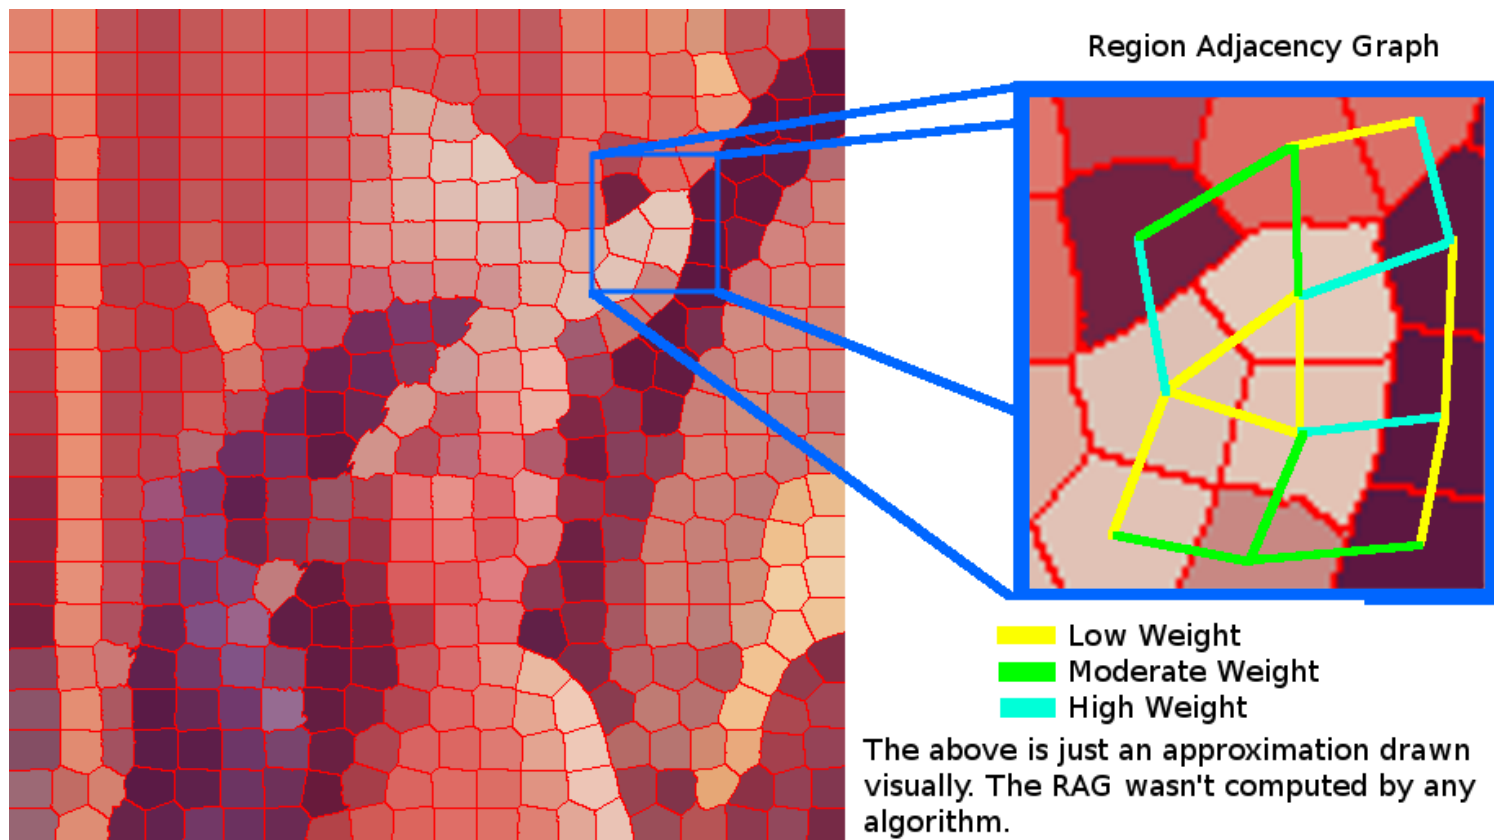 Region Adjacency Graph
Low Weight
Moderate Weight
High Weight
The above is just an approximation drawn
visually. The RAG wasn't computed by any
algorithm.